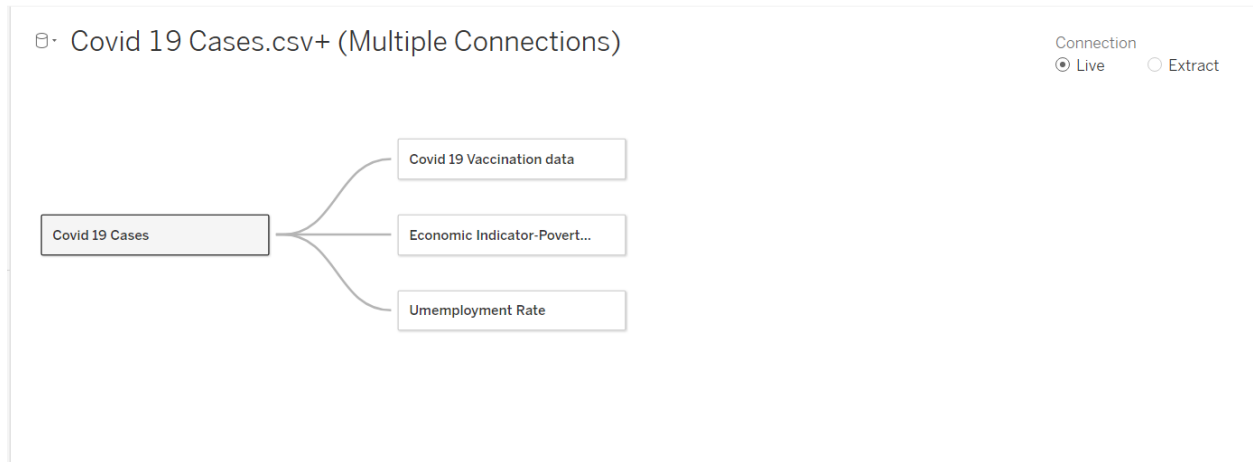 Covid 19 Cases.csv+ (Multiple Connections)
Connection
Live
Extract
Covid 19 Vaccination data
Covid 19 Cases
Economic Indicator-Povert...
Umemployment Rate